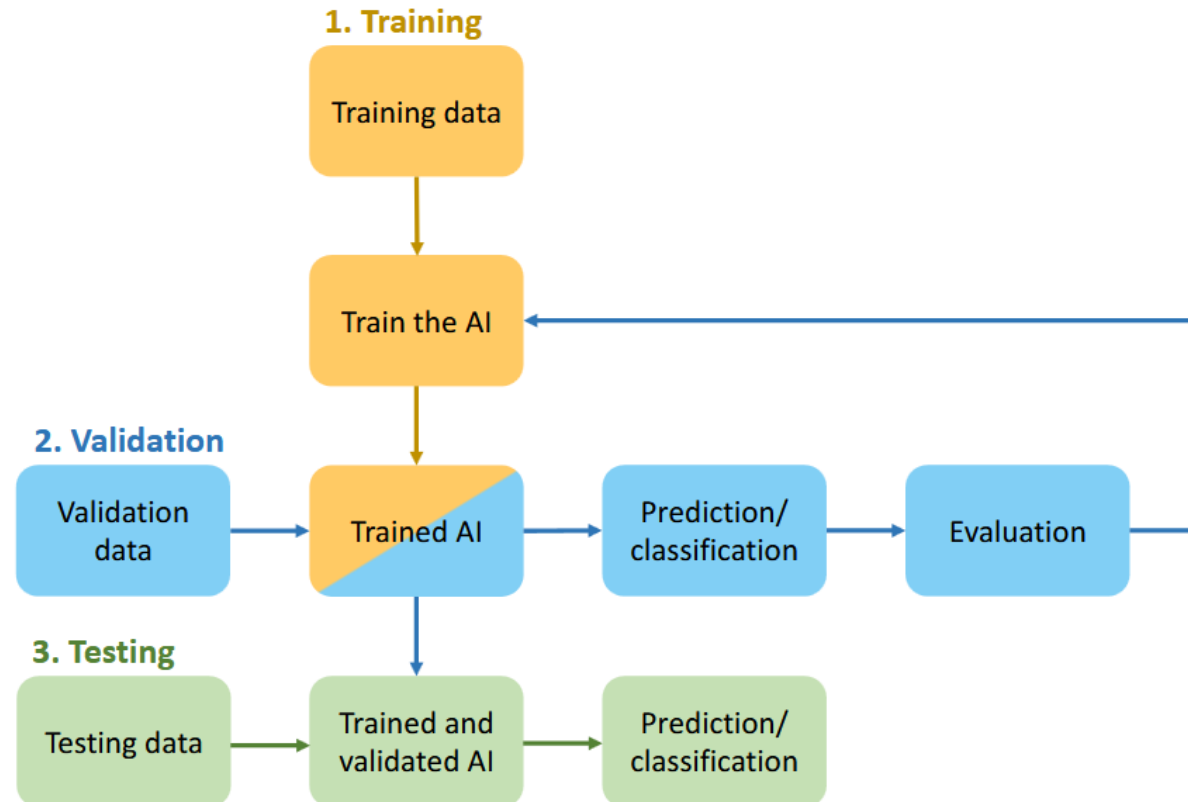 1. Training
Training data
Train the AI
2. Validation
Validation
data
Trained AI
Prediction/
classification
Evaluation
3. Testing
Testing data
Trained and
validated AI
Prediction/
classification